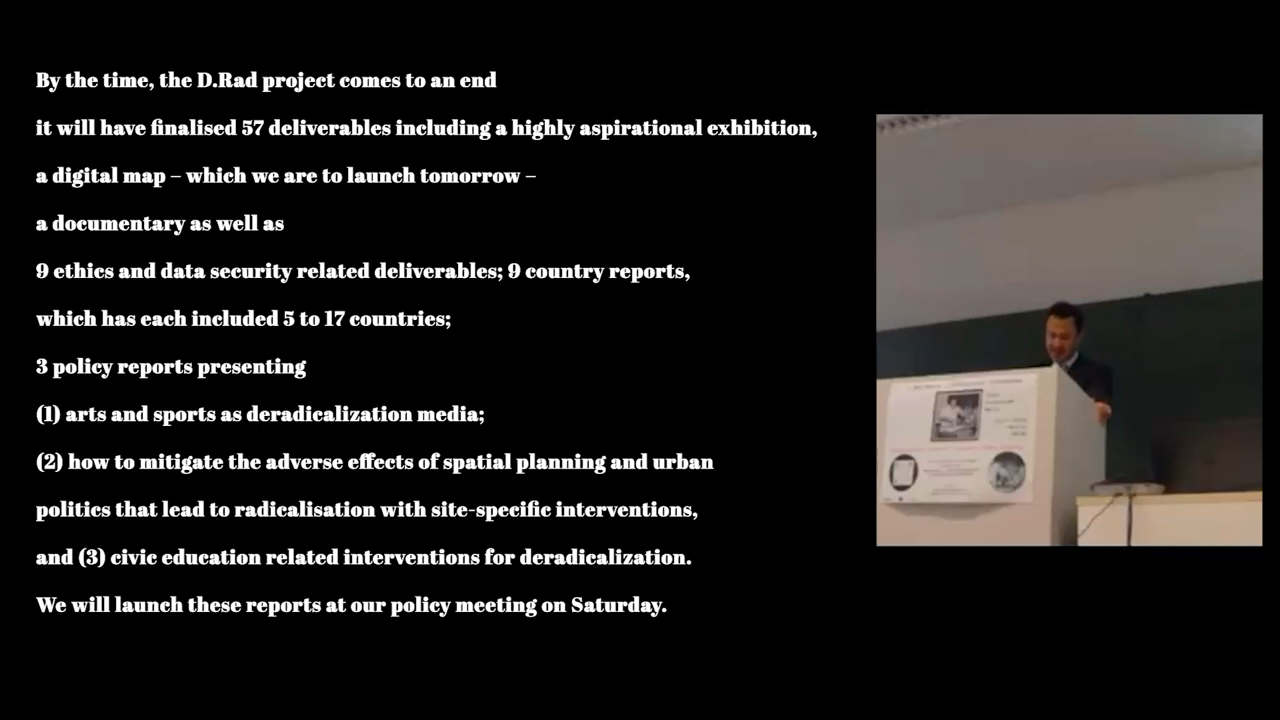 By the time, the D.Rad project comes to an end
it will have finalised 57 deliverables including a highly aspirational exhibition,
a digital map – which we are to launch tomorrow –
a documentary as well as
9 ethics and data security related deliverables; 9 country reports,
which has each included 5 to 17 countries;
3 policy reports presenting
(1) arts and sports as deradicalization media;
(2) how to mitigate the adverse effects of spatial planning and urban
politics that lead to radicalisation with site-specific interventions,
and (3) civic education related interventions for deradicalization.
We will launch these reports at our policy meeting on Saturday.